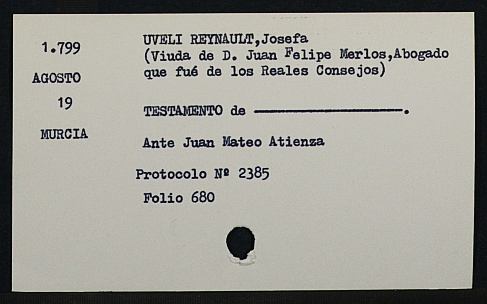 1.799
AGOSTO
19
MURCIA
UVELI REYNAULT,Josefa
(Viuda de D. Juan Felipe Merlos,Abogado
que fué de los Reales Consejos)
TESTAMENTO de ———————————.
Ante Juan Mateo Atienza
Protocolo Nº 2385
Folio 680